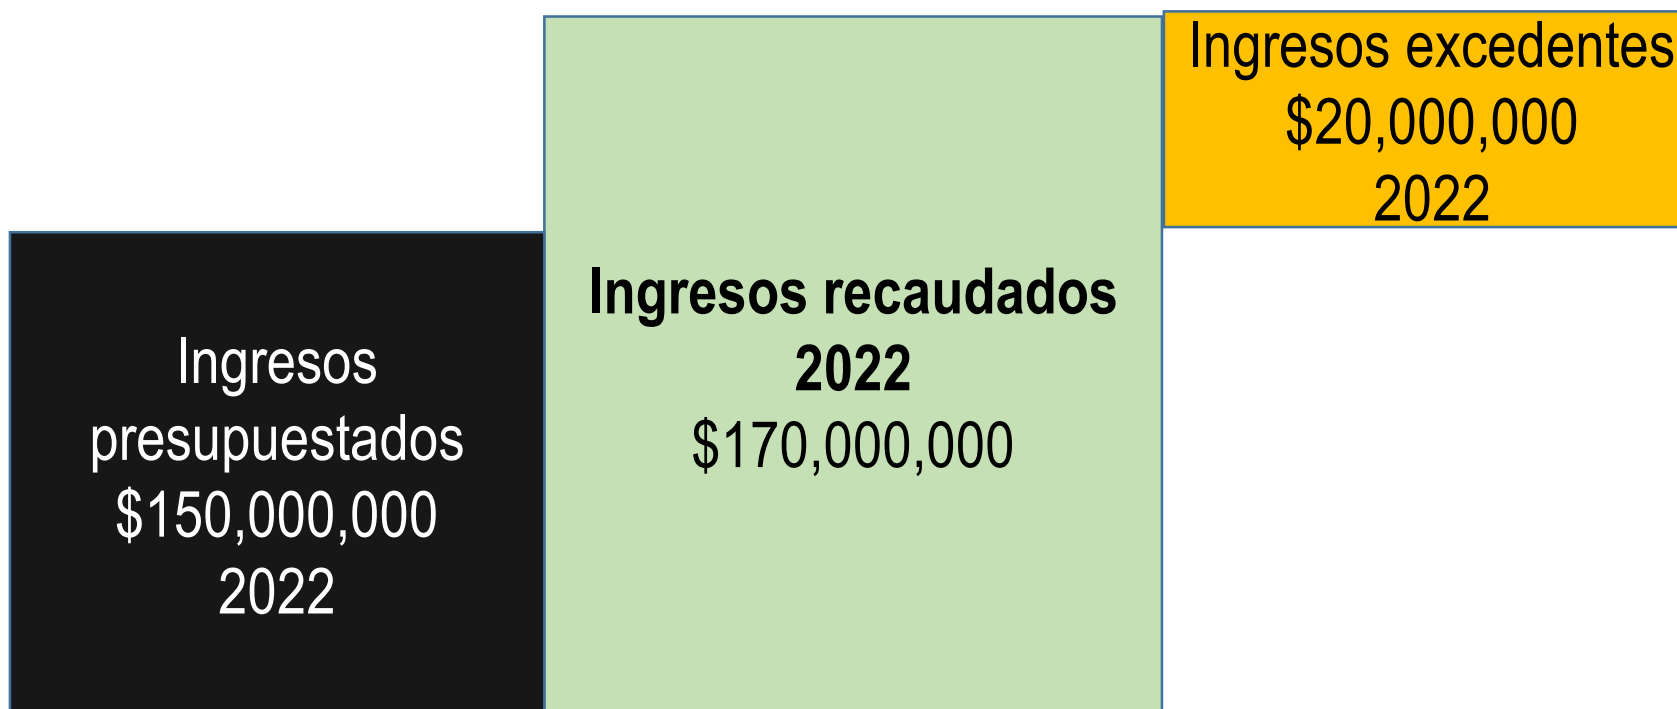 Ingresos
presupuestados
$150,000,000
2022
Ingresos recaudados
2022
$170,000,000
Ingresos excedentes
$20,000,000
2022